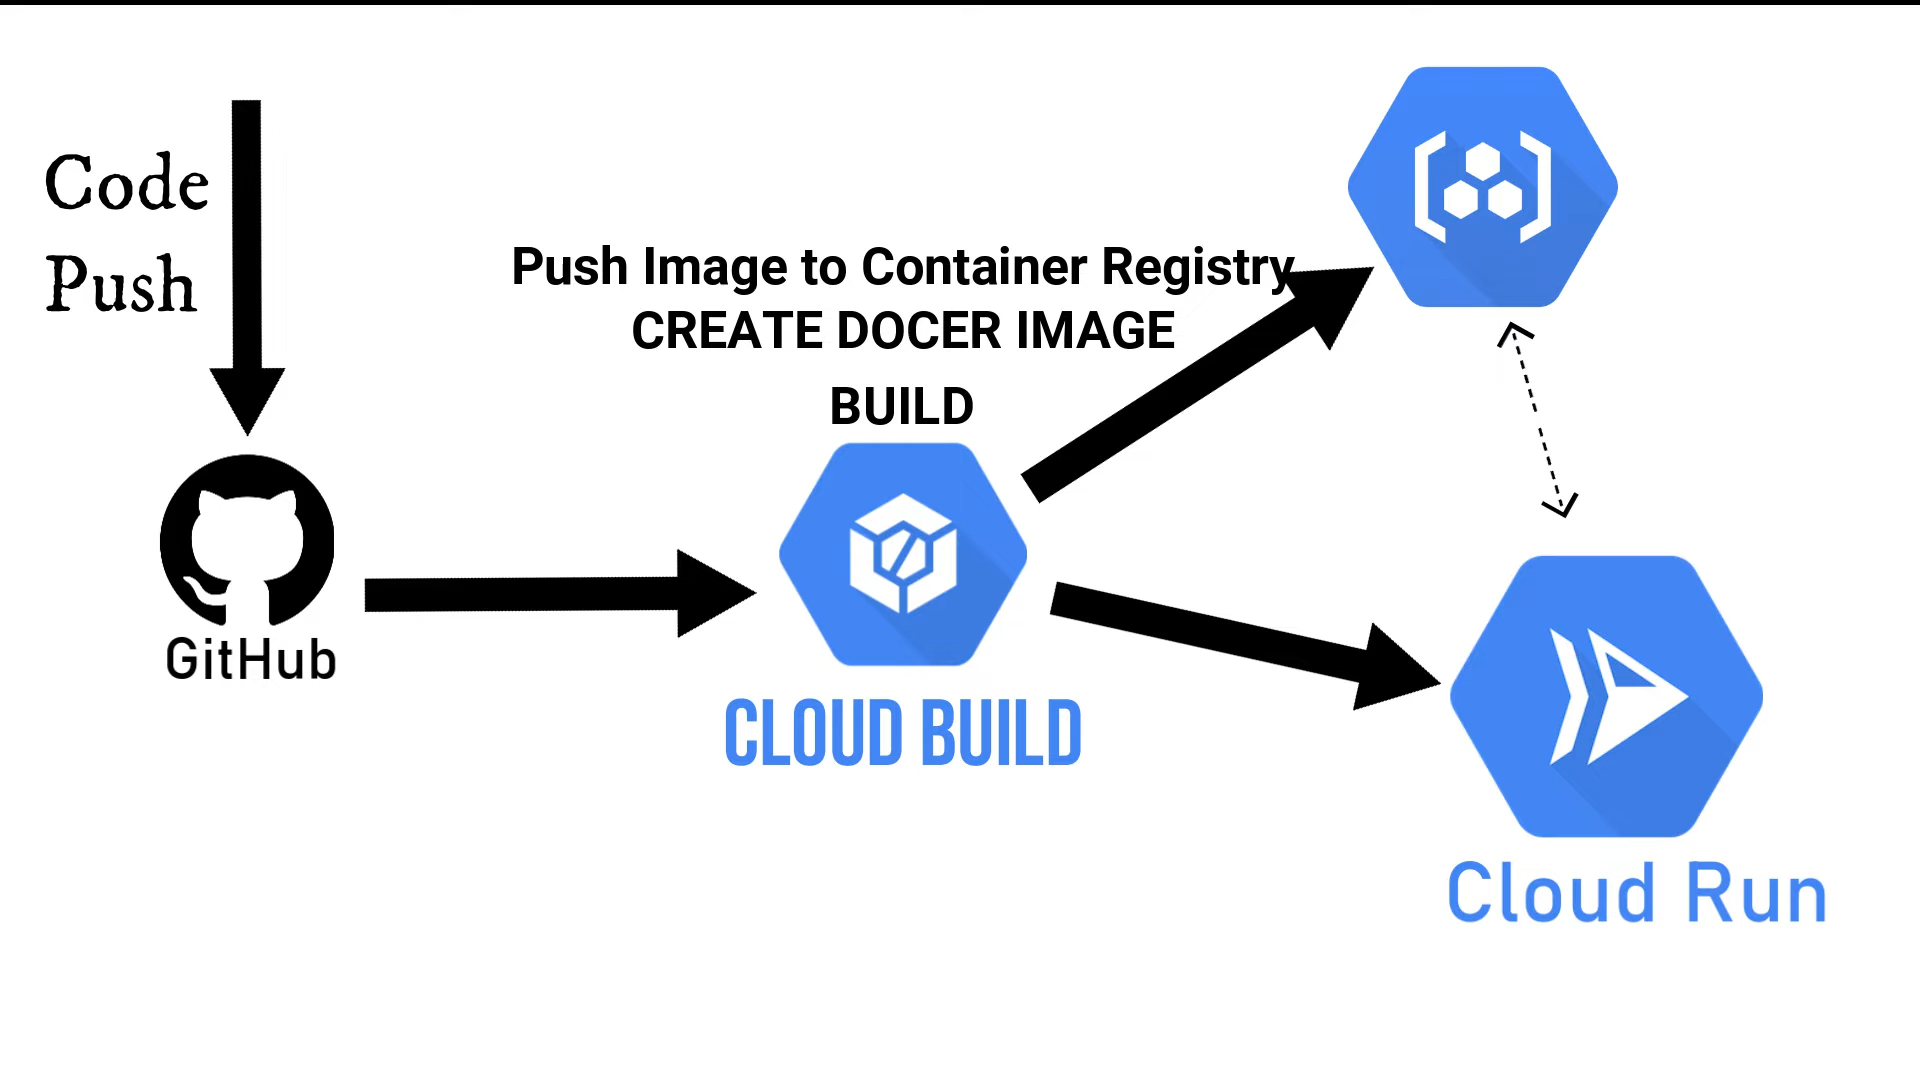 Code
Push
Push Image to Container Registry
CREATE DOCER IMAGE
BUILD
GitHub
CLOUD BUILD
Cloud Run